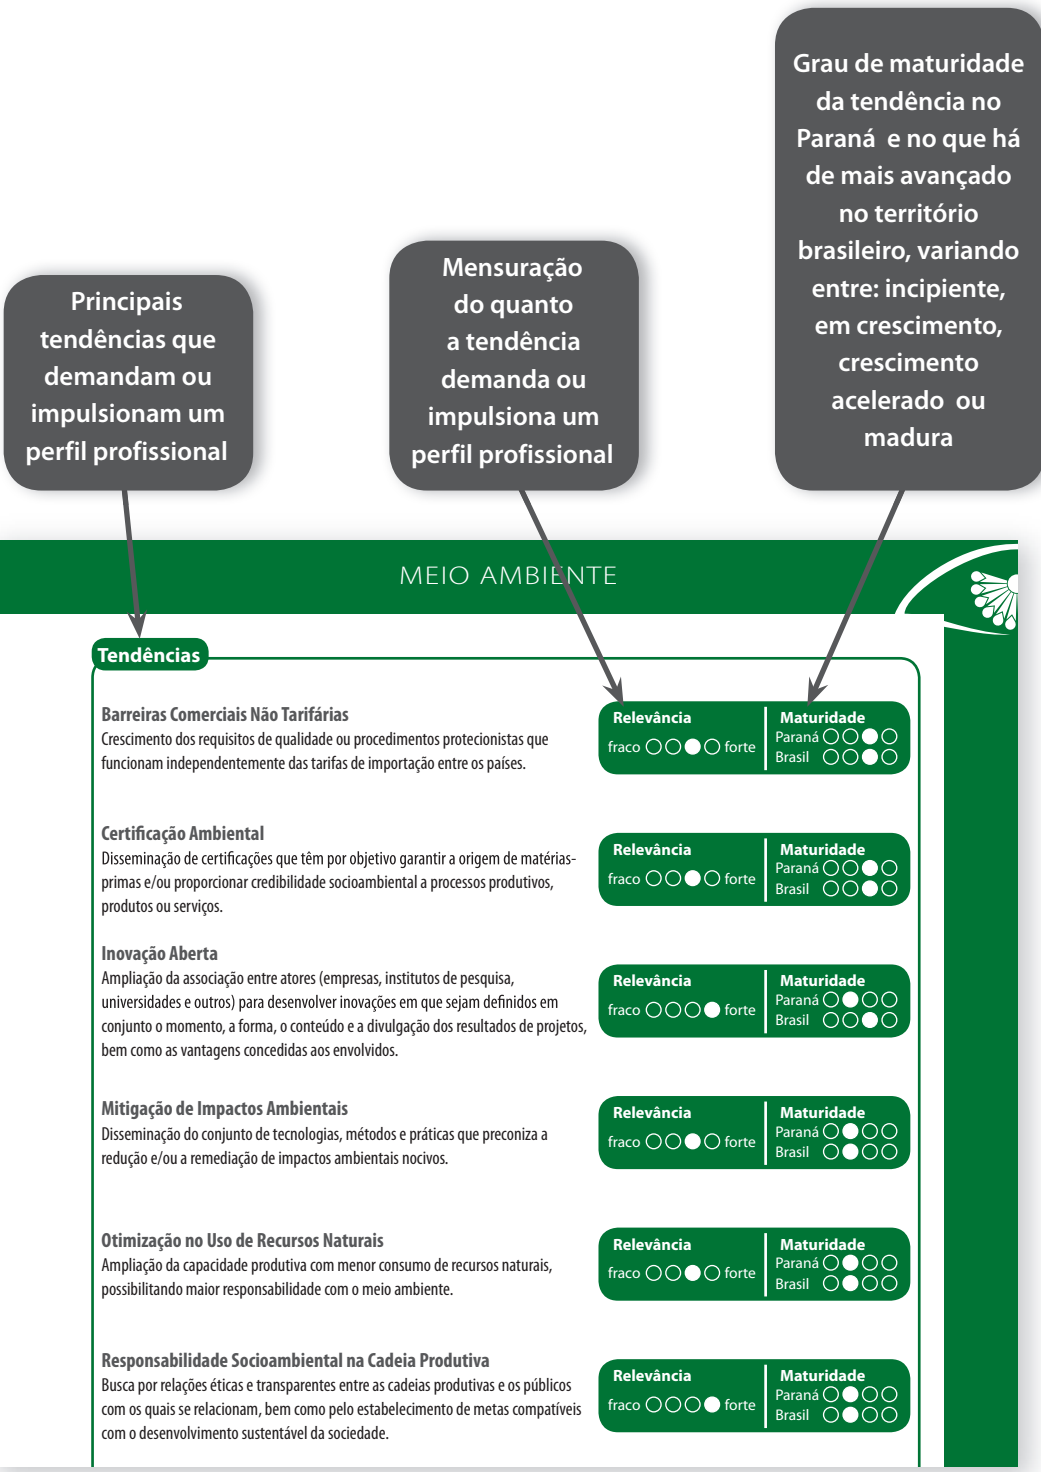 Grau de maturidade
da tendência no
Paraná e no que há
de mais avançado
no território
brasileiro, variando
entre: incipiente,
em crescimento,
crescimento
acelerado ou
madura
Mensuração
do quanto
a tendência
demanda ou
impulsiona um
perfil profissional
Principais
tendências que
demandam ou
impulsionam um
perfil profissional
MEIO AMBIENTE
Tendências
Barreiras Comerciais Não Tarifárias
Crescimento dos requisitos de qualidade ou procedimentos protecionistas que
funcionam independentemente das tarifas de importação entre os países.
Relevância
fraco forte
Maturidade
Paraná
Brasil
Certificação Ambiental
Disseminação de certificações que têm por objetivo garantir a origem de matérias-
primas e/ou proporcionar credibilidade socioambiental a processos produtivos,
produtos ou serviços.
Relevância
fraco forte
Maturidade
Paraná
Brasil
Inovação Aberta
Ampliação da associação entre atores (empresas, institutos de pesquisa,
universidades e outros) para desenvolver inovações em que sejam definidos em
conjunto o momento, a forma, o conteúdo e a divulgação dos resultados de projetos,
bem como as vantagens concedidas aos envolvidos.
Relevância
fraco forte
Maturidade
Paraná
Brasil
Mitigação de Impactos Ambientais
Disseminação do conjunto de tecnologias, métodos e práticas que preconiza a
redução e/ou a remediação de impactos ambientais nocivos.
Relevância
fraco forte
Maturidade
Paraná
Brasil
Otimização no Uso de Recursos Naturais
Ampliação da capacidade produtiva com menor consumo de recursos naturais,
possibilitando maior responsabilidade com o meio ambiente.
Relevância
fraco forte
Maturidade
Paraná
Brasil
Responsabilidade Socioambiental na Cadeia Produtiva
Busca por relações éticas e transparentes entre as cadeias produtivas e os públicos
com os quais se relacionam, bem como pelo estabelecimento de metas compatíveis
com o desenvolvimento sustentável da sociedade.
Relevância
fraco forte
Maturidade
Paraná
Brasil